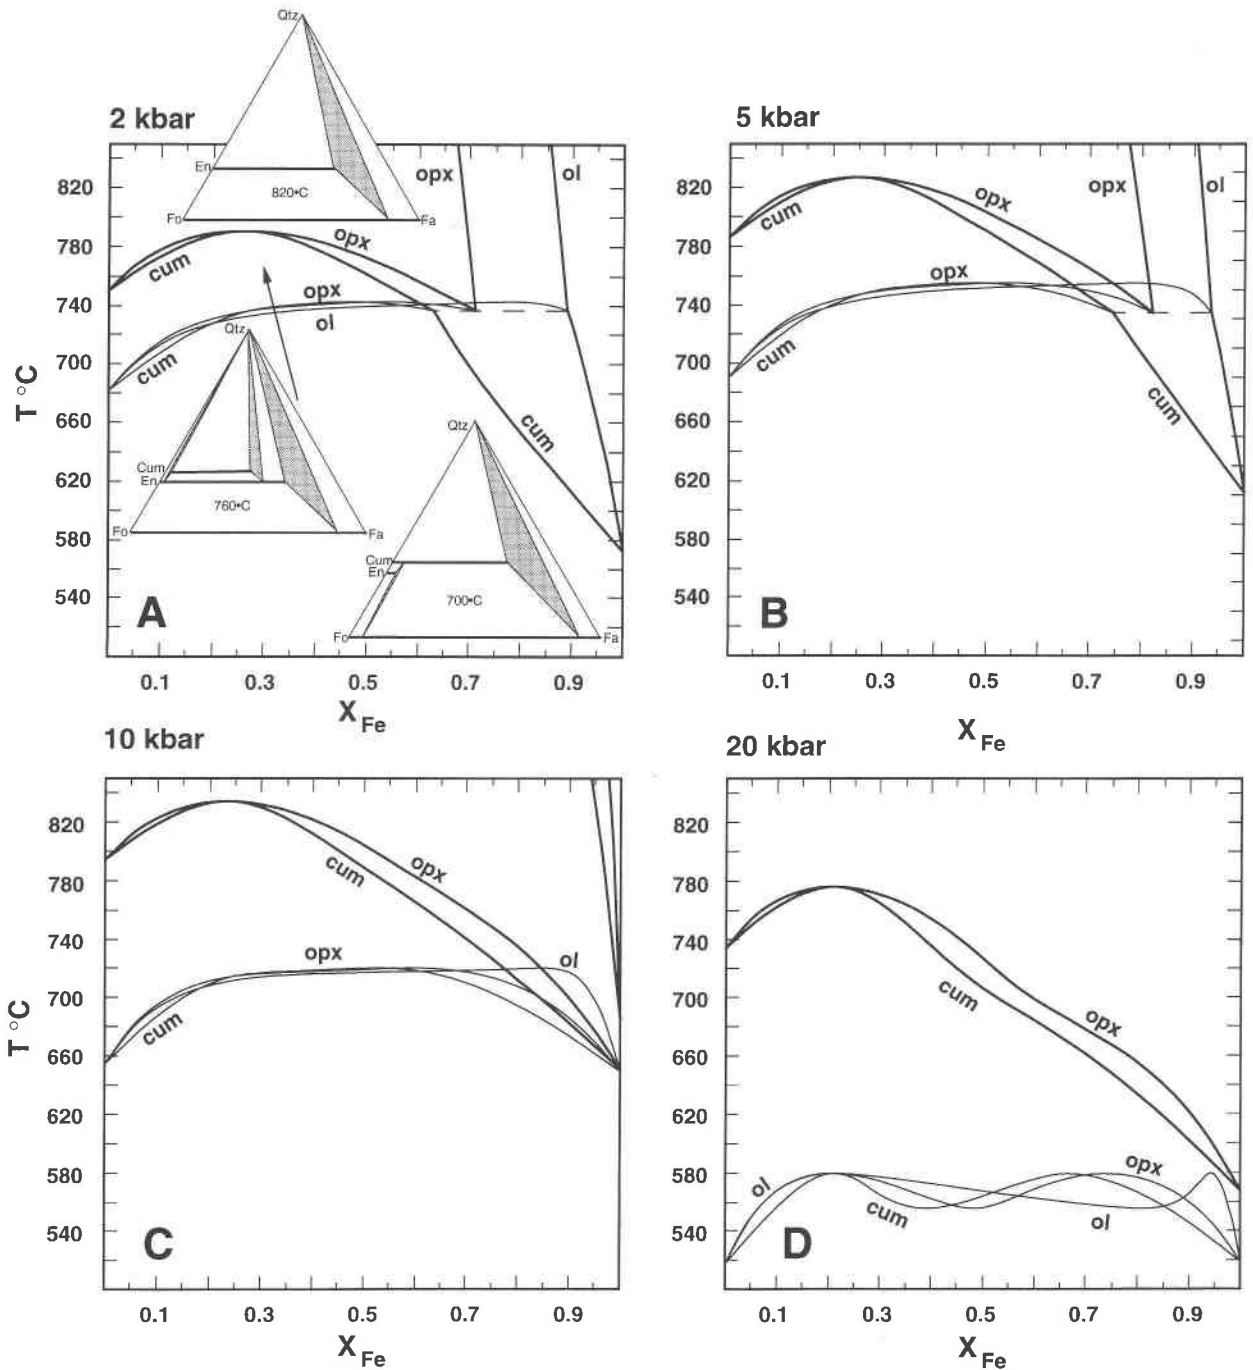 Qtz
2 kbar
En
820•C
Fo
Fa
opx
ol
820
780
740
700
660
620
580
540
T °C
opx
cum
opx
ol
cum
Qtz
Cum
En
760•C
Fo
Fa
cum
Qtz
Cum
En
700•C
Fo
Fa
A
0.1 0.3 0.5 0.7 0.9
X Fe
5 kbar
820
780
740
700
660
620
580
540
opx
ol
cum
opx
opx
cum
cum
B
0.1 0.3 0.5 0.7 0.9
X Fe
10 kbar
820
780
740
700
660
620
580
540
T °C
cum
opx
opx
ol
cum
C
0.1 0.3 0.5 0.7 0.9
X Fe
20 kbar
820
780
740
700
660
620
580
540
cum
opx
ol
cum
opx
ol
D
0.1 0.3 0.5 0.7 0.9
X Fe